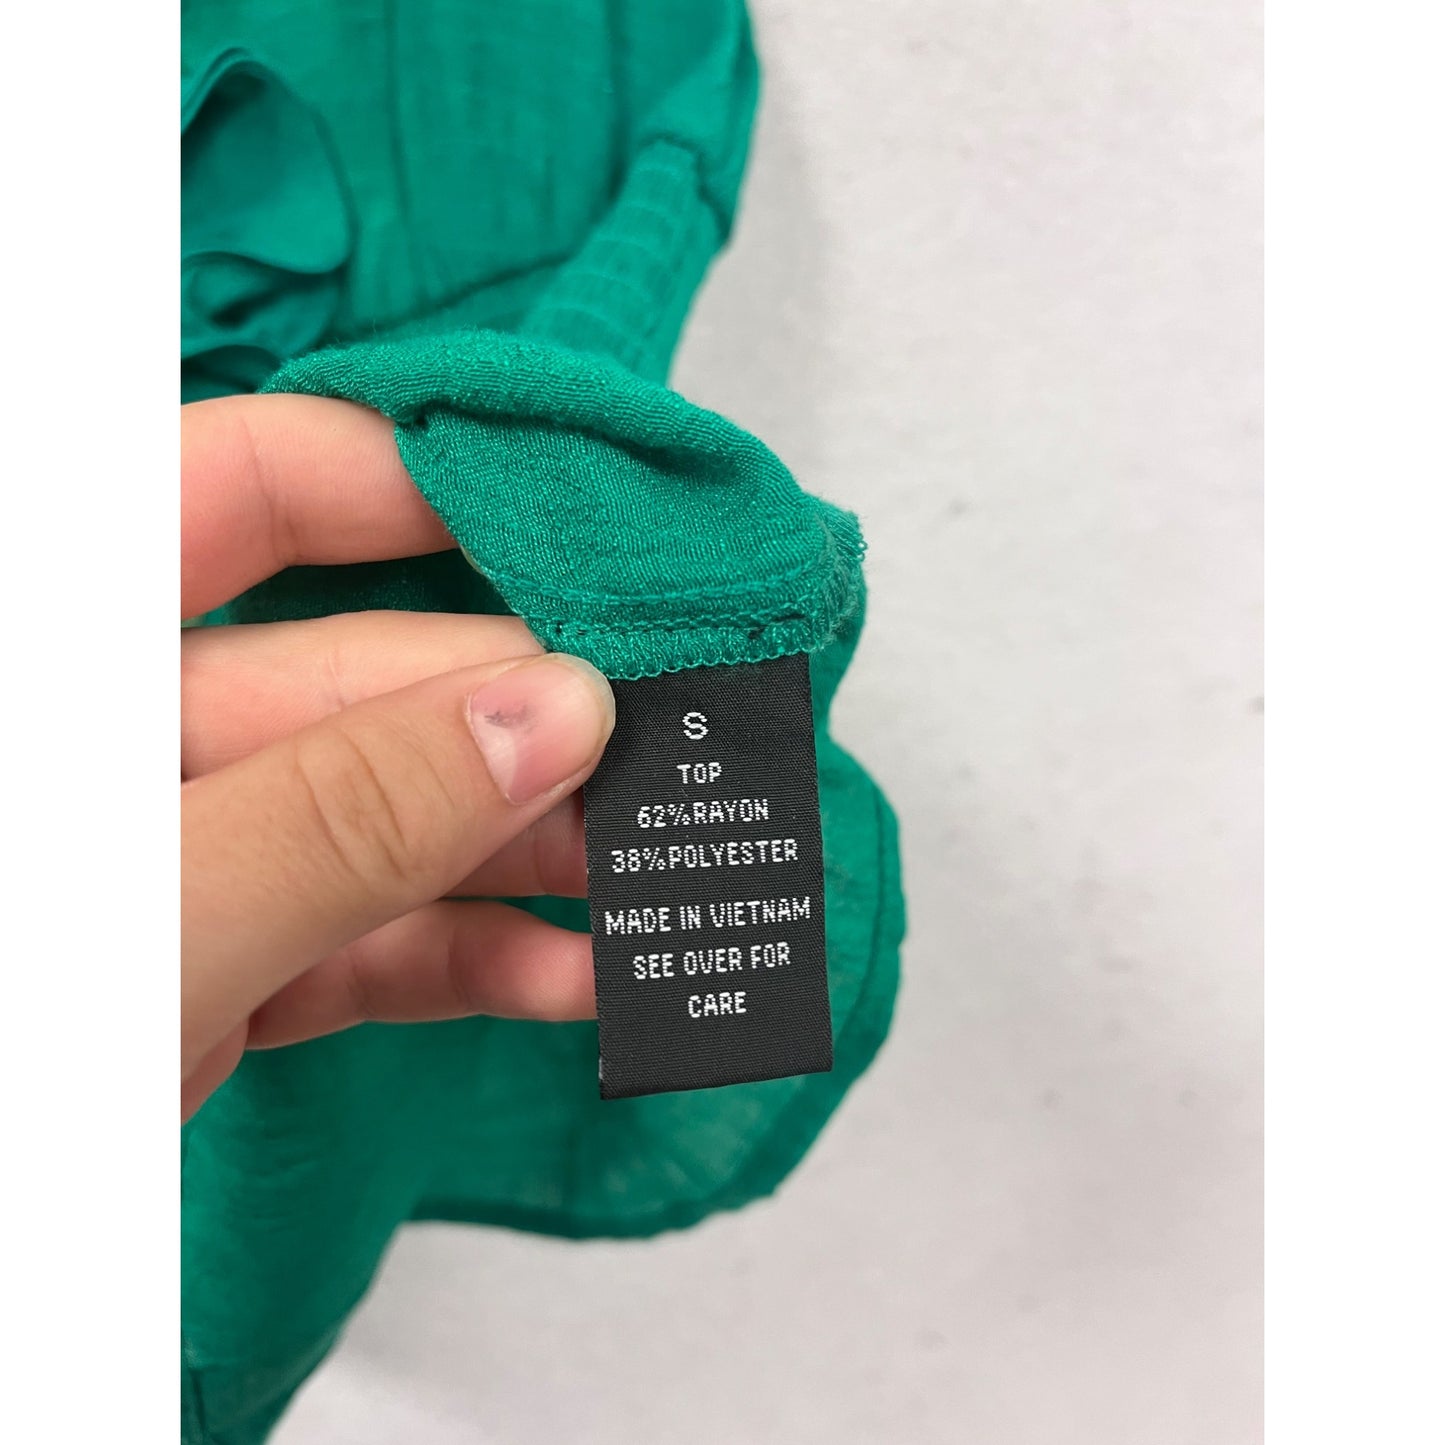 S
TOP
62%RAYON
38%POLYESTER
MADE IN VIETNAM
SEE OVER FOR
CARE